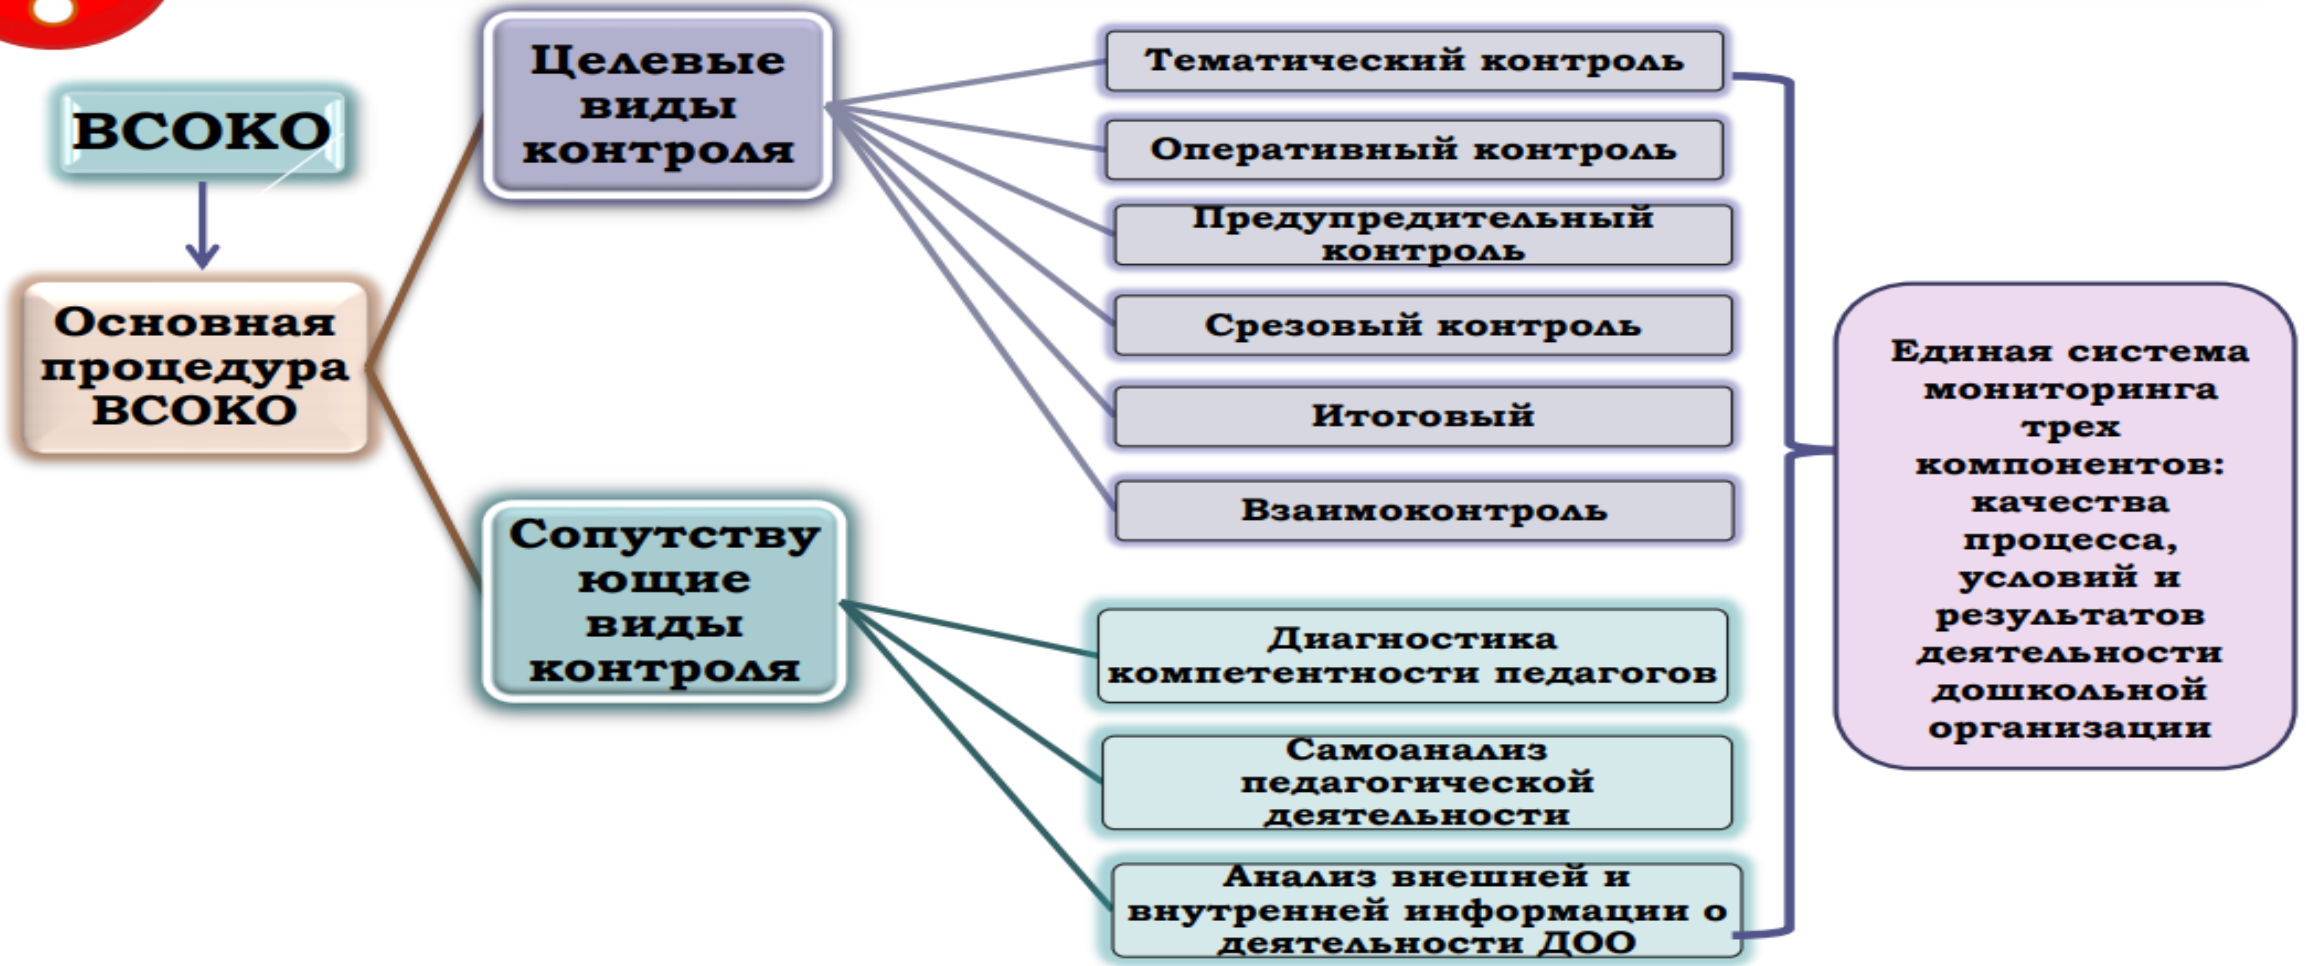 ВСОКО
Основная
процедура
ВСОКО
Целевые
виды
контроля
Тематический контроль
Оперативный контроль
Предупредительный
контроль
Срезовый контроль
Итоговый
Взаимоконтроль
Сопутству
ющие
виды
контроля
Диагностика
компетентности педагогов
Самоанализ
педагогической
деятельности
Анализ внешней и
внутренней информации о
деятельности ДОО
Единая система
мониторинга
трех
компонентов:
качества
процесса,
условий и
результатов
деятельности
дошкольной
организации